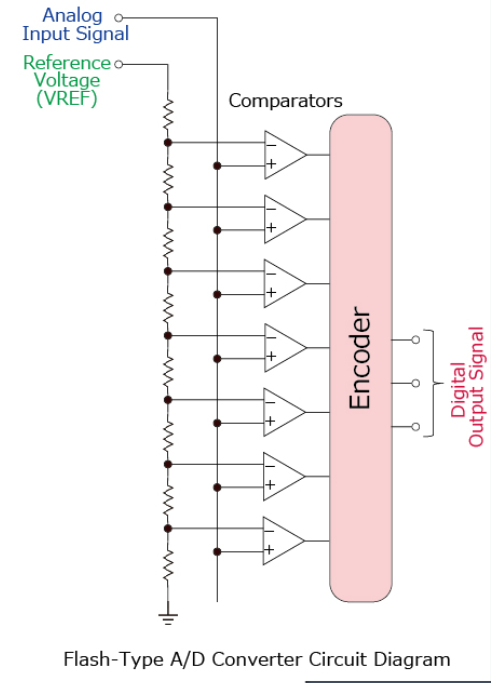 Analog
Input Signal
Reference
Voltage
(VREF)
Comparators
−
+
−
+
−
+
−
+
−
+
−
+
−
+
Encoder
Digital
Output Signal
Flash-Type A/D Converter Circuit Diagram